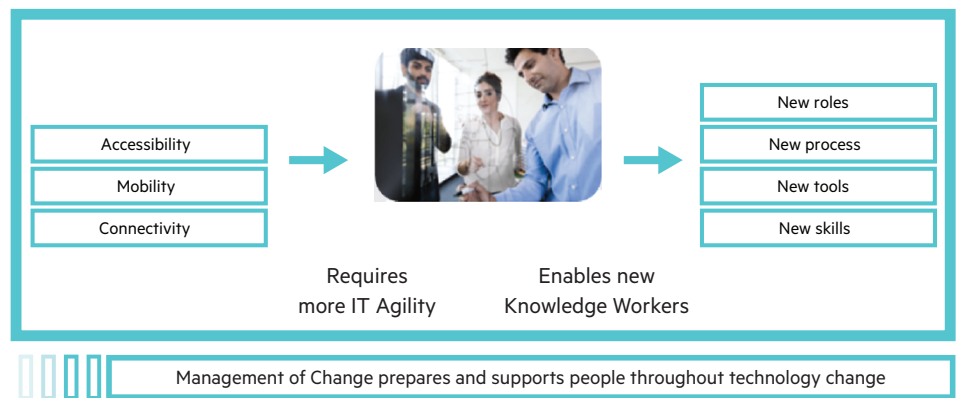 Accessibility
Mobility
Connectivity
Requires
more IT Agility
Enables new
Knowledge Workers
New roles
New process
New tools
New skills
Management of Change prepares and supports people throughout technology change